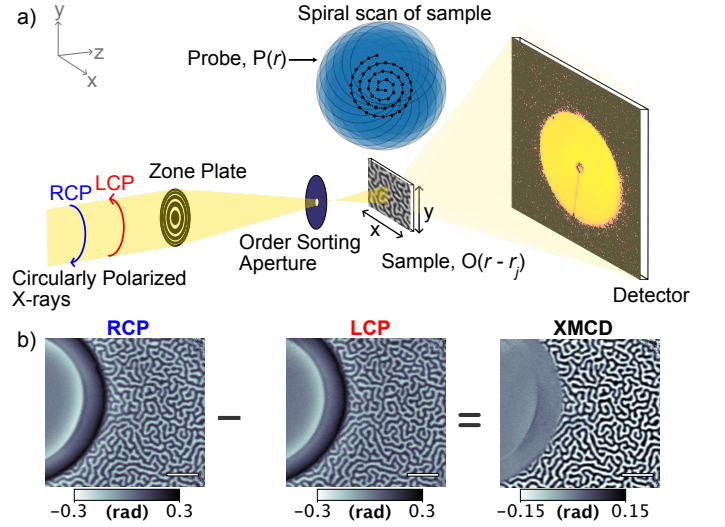 a)
Spiral scan of sample
y
z
x
Probe, P(r)
Zone Plate
RCP
LCP
Order Sorting
Aperture
x
y
Sample, O(r - r_j)
Circularly Polarized
X-rays
Detector
b)
RCP
LCP
XMCD
−
=
−0.3
(rad)
0.3
−0.3
(rad)
0.3
−0.15
(rad)
0.15